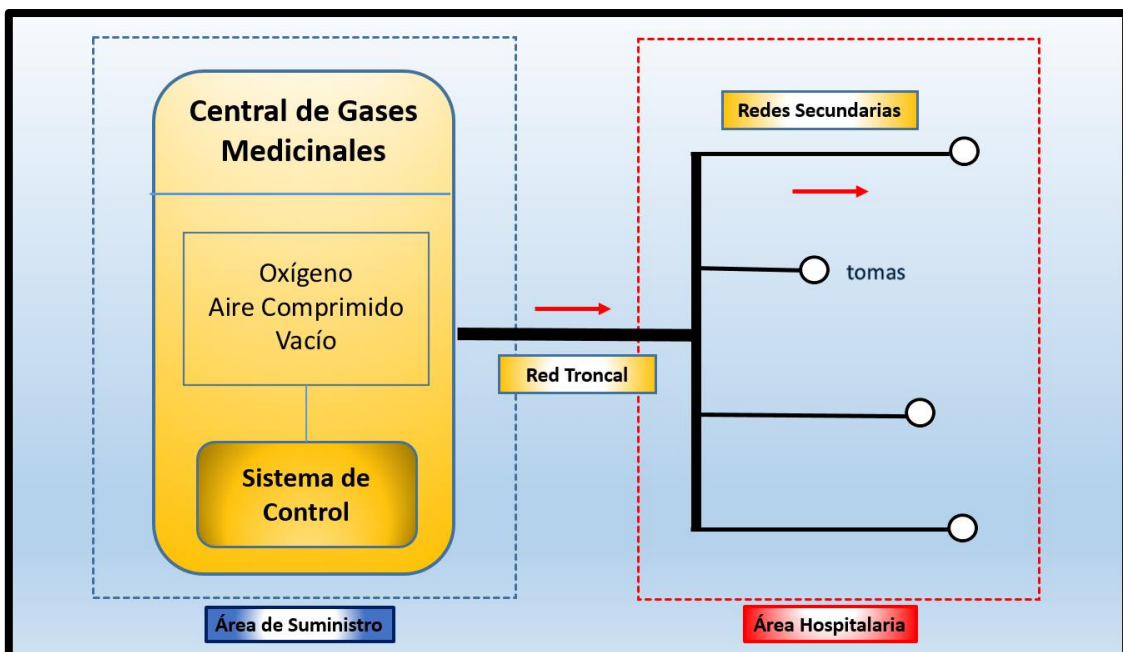 Central de Gases
Medicinales
Oxígeno
Aire Comprimido
Vacío
Sistema de
Control
Área de Suministro
Red Troncal
Redes Secundarias
tomas
Área Hospitalaria